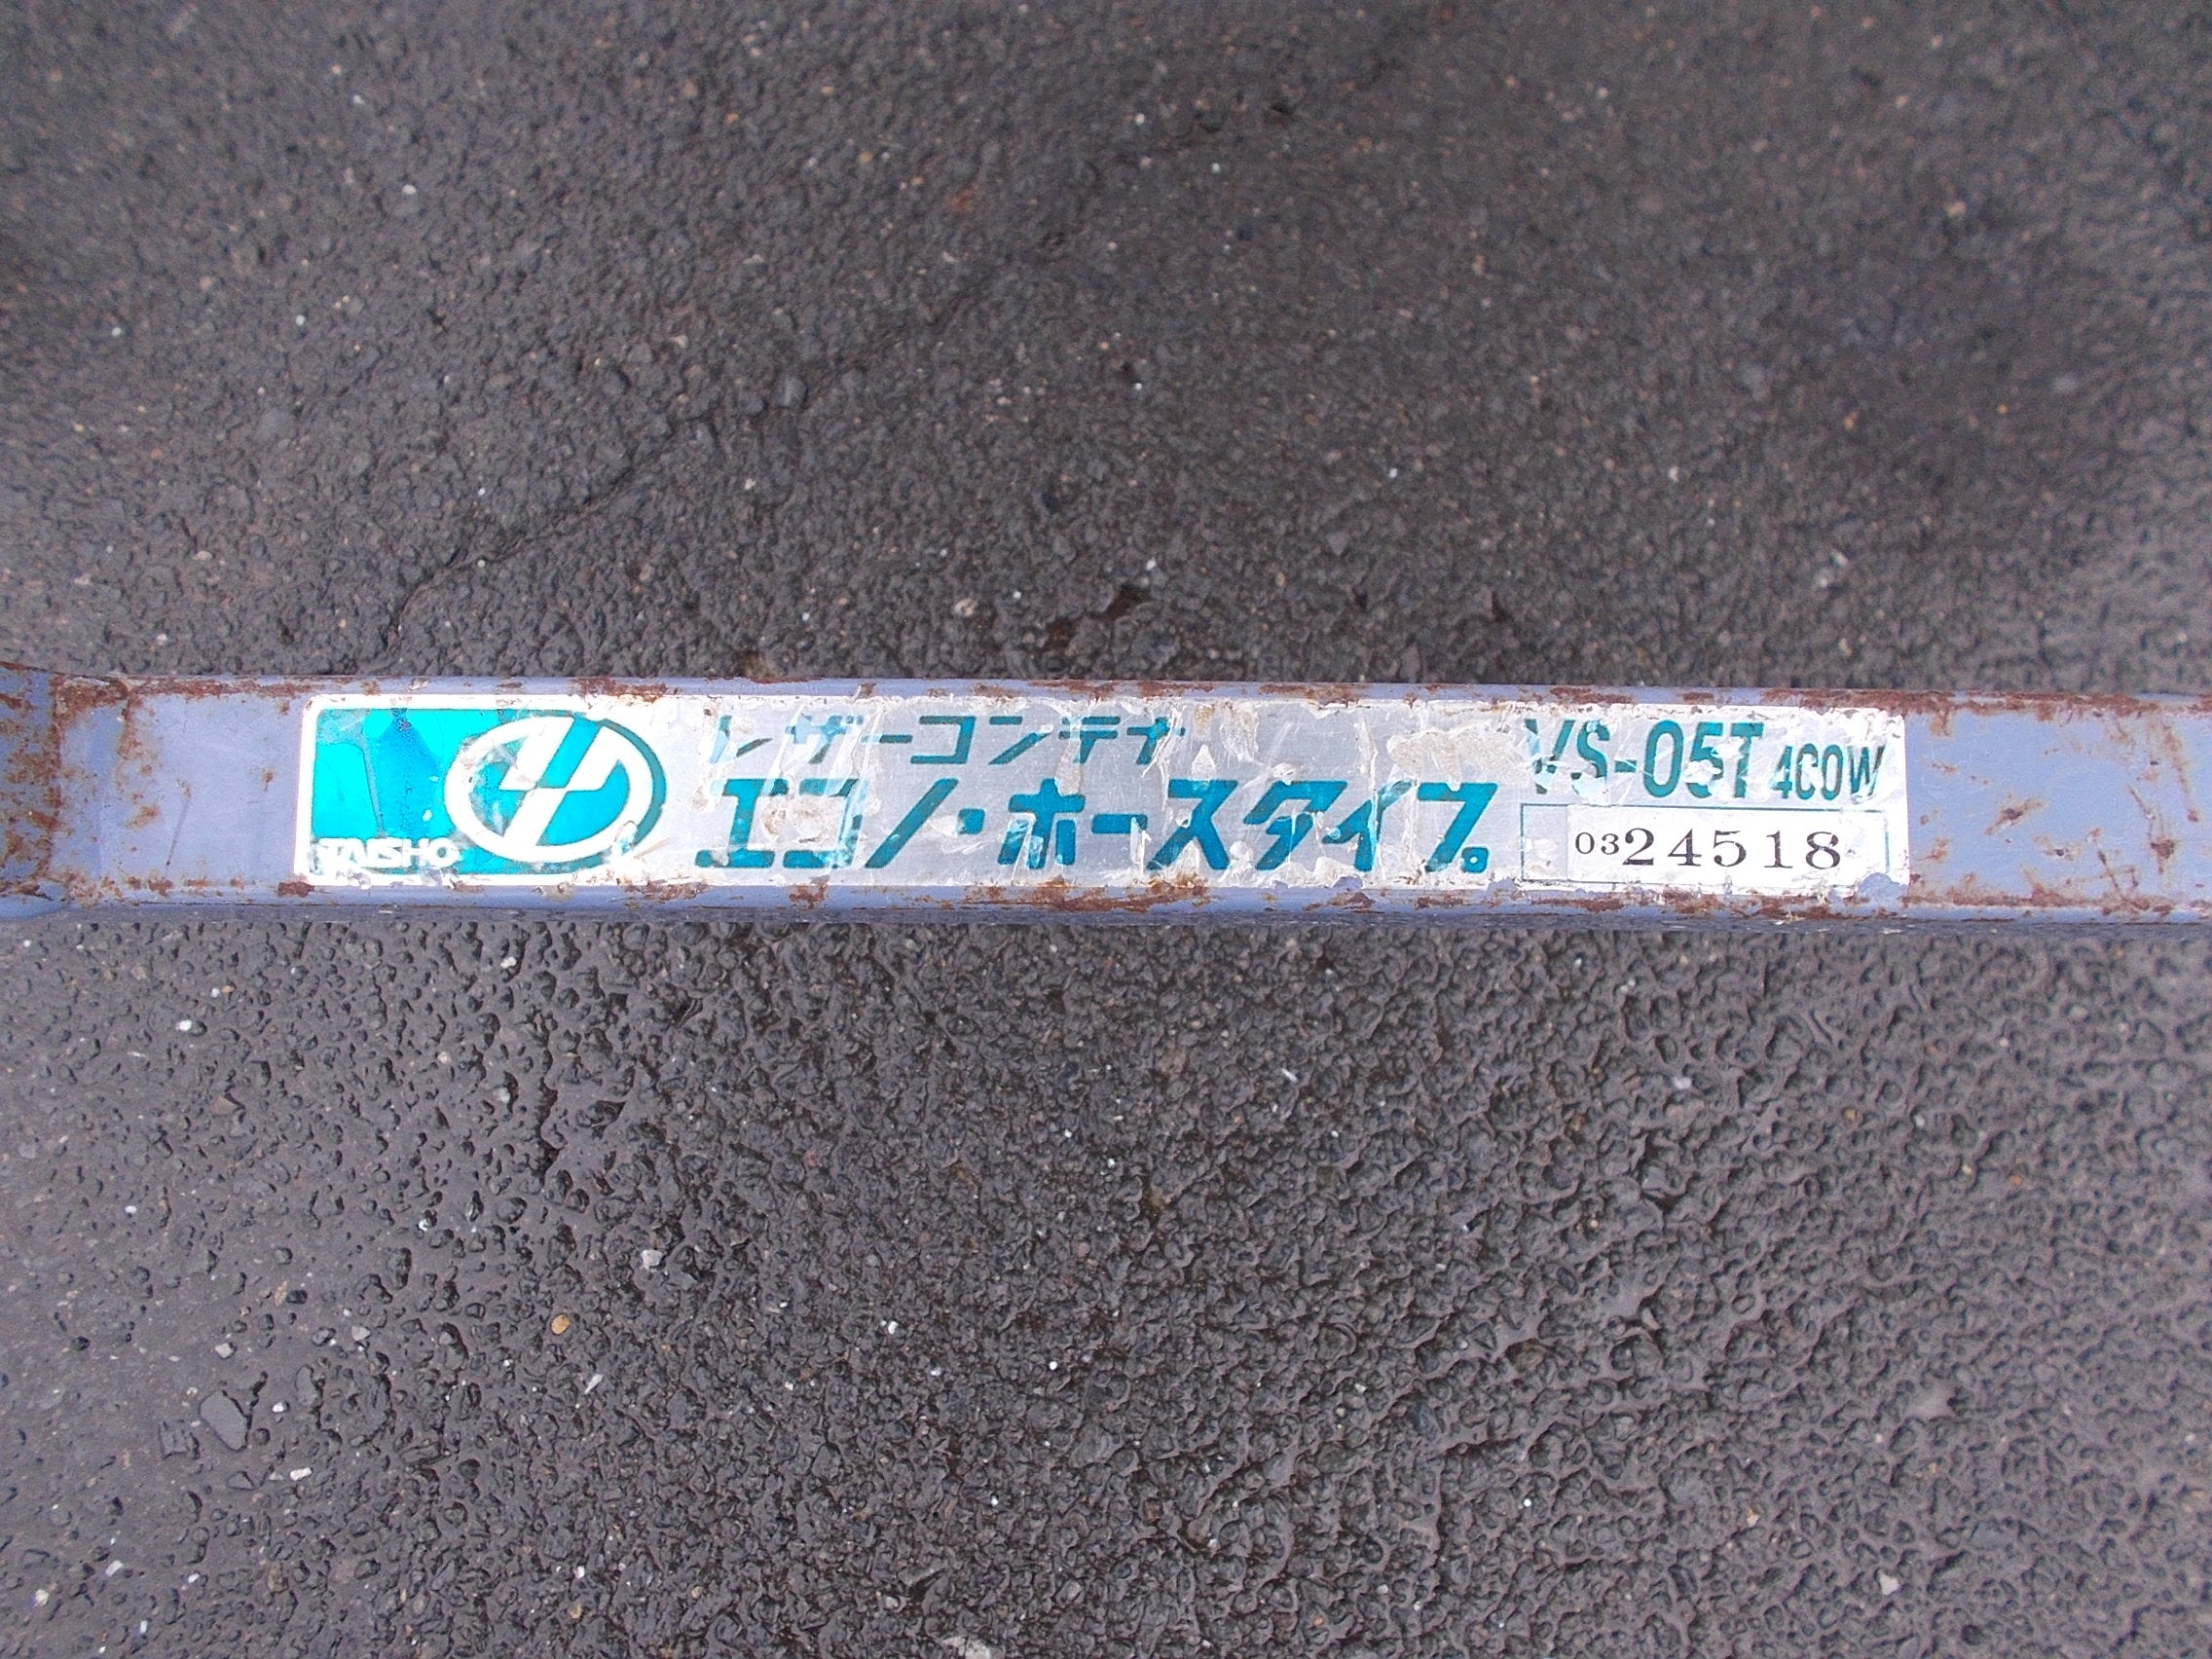 TAISHO
レザーコンテナ
エコノ・ホースタイプ
VS-05T 4COW
0324518